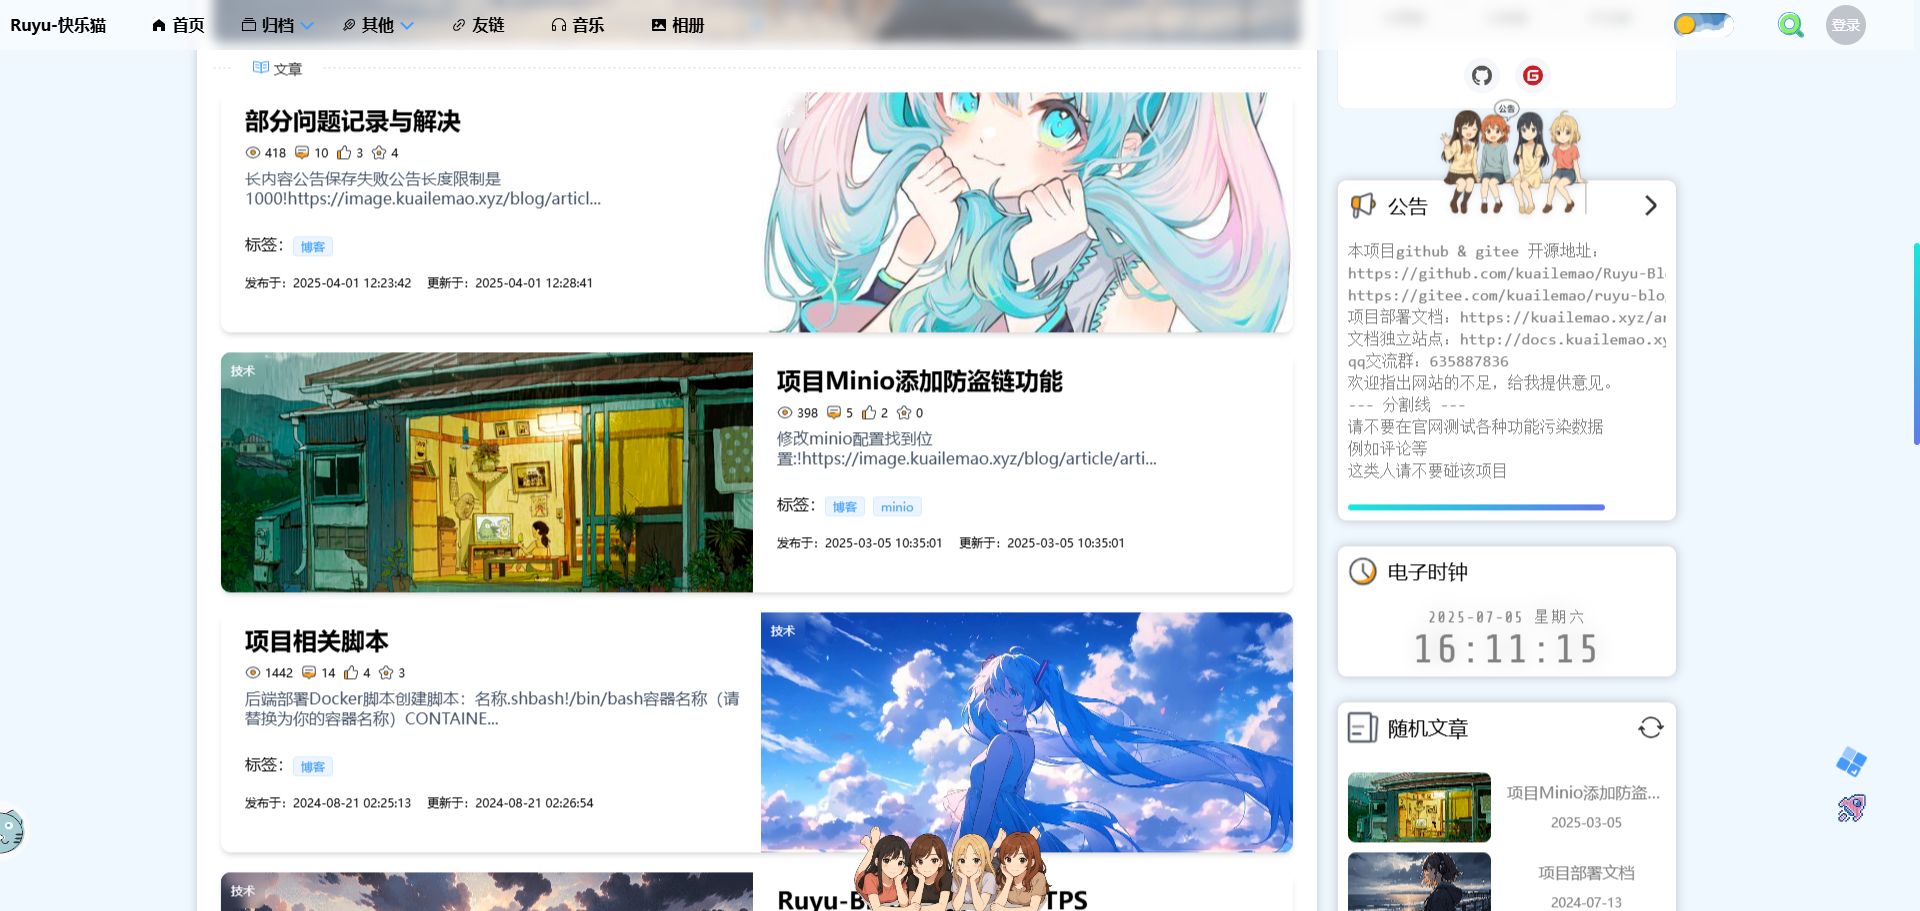 Ruyu-快乐猫
首页
归档
其他
友链
音乐
相册
登录
文章
部分问题记录与解决
418 10 3 4
长内容公告保存失败公告长度限制是
1000!https://image.kuailemao.xyz/blog/articl...
标签：
博客
发布于：2025-04-01 12:23:42 更新于：2025-04-01 12:28:41
技术
项目Minio添加防盗链功能
398 5 2 0
修改minio配置找到位
置:!https://image.kuailemao.xyz/blog/article/arti...
标签：
博客 minio
发布于：2025-03-05 10:35:01 更新于：2025-03-05 10:35:01
项目相关脚本
1442 14 4 3
后端部署Docker脚本创建脚本：名称.shbash!/bin/bash容器名称（请
替换为你的容器名称）CONTAINE...
标签：
博客
发布于：2024-08-21 02:25:13 更新于：2024-08-21 02:26:54
技术
技术
Ruyu-B
TPS
公告
公告
本项目github & gitee 开源地址：
https://github.com/kuailemao/Ruyu-Bl
https://gitee.com/kuailemao/ruyu-blo
项目部署文档：https://kuailemao.xyz/ar
文档独立站点：http://docs.kuailemao.xy
qq交流群：635887836
欢迎指出网站的不足，给我提供意见。
--- 分割线 ---
请不要在官网测试各种功能污染数据
例如评论等
这类人请不要碰该项目
电子时钟
2025-07-05 星期六
16:11:15
随机文章
项目Minio添加防盗...
2025-03-05
项目部署文档
2024-07-13